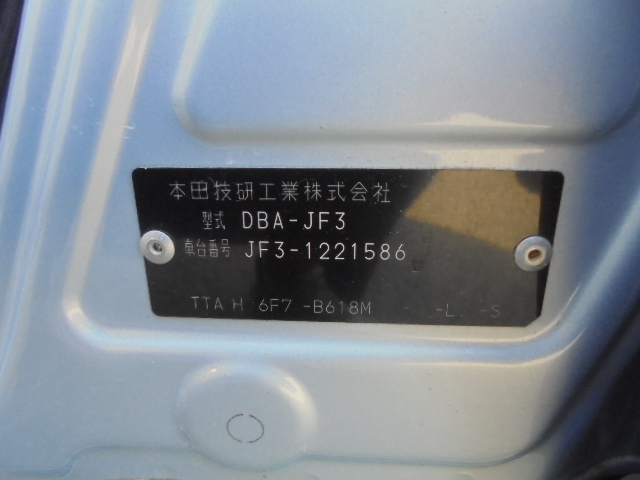 本田技研工業株式会社
型式 DBA-JF3
車台番号 JF3-1221586
TTA H 6F7 -B618M -L -S